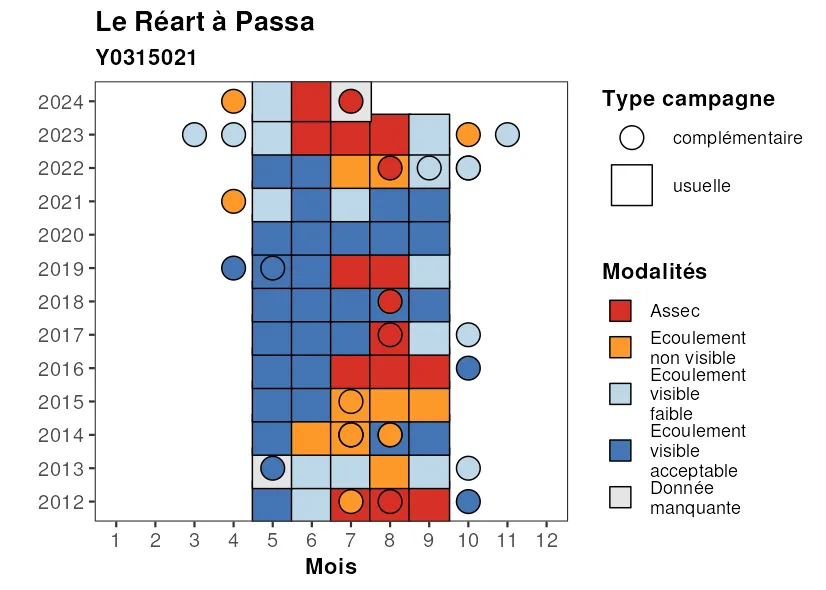 Le Réart à Passa
Y0315021
2024
2023
2022
2021
2020
2019
2018
2017
2016
2015
2014
2013
2012
1 2 3 4 5 6 7 8 9 10 11 12
Mois
Type campagne
complémentaire
usuelle
Modalités
Assec
Ecoulement
non visible
Ecoulement
visible
faible
Ecoulement
visible
acceptable
Donnée
manquante